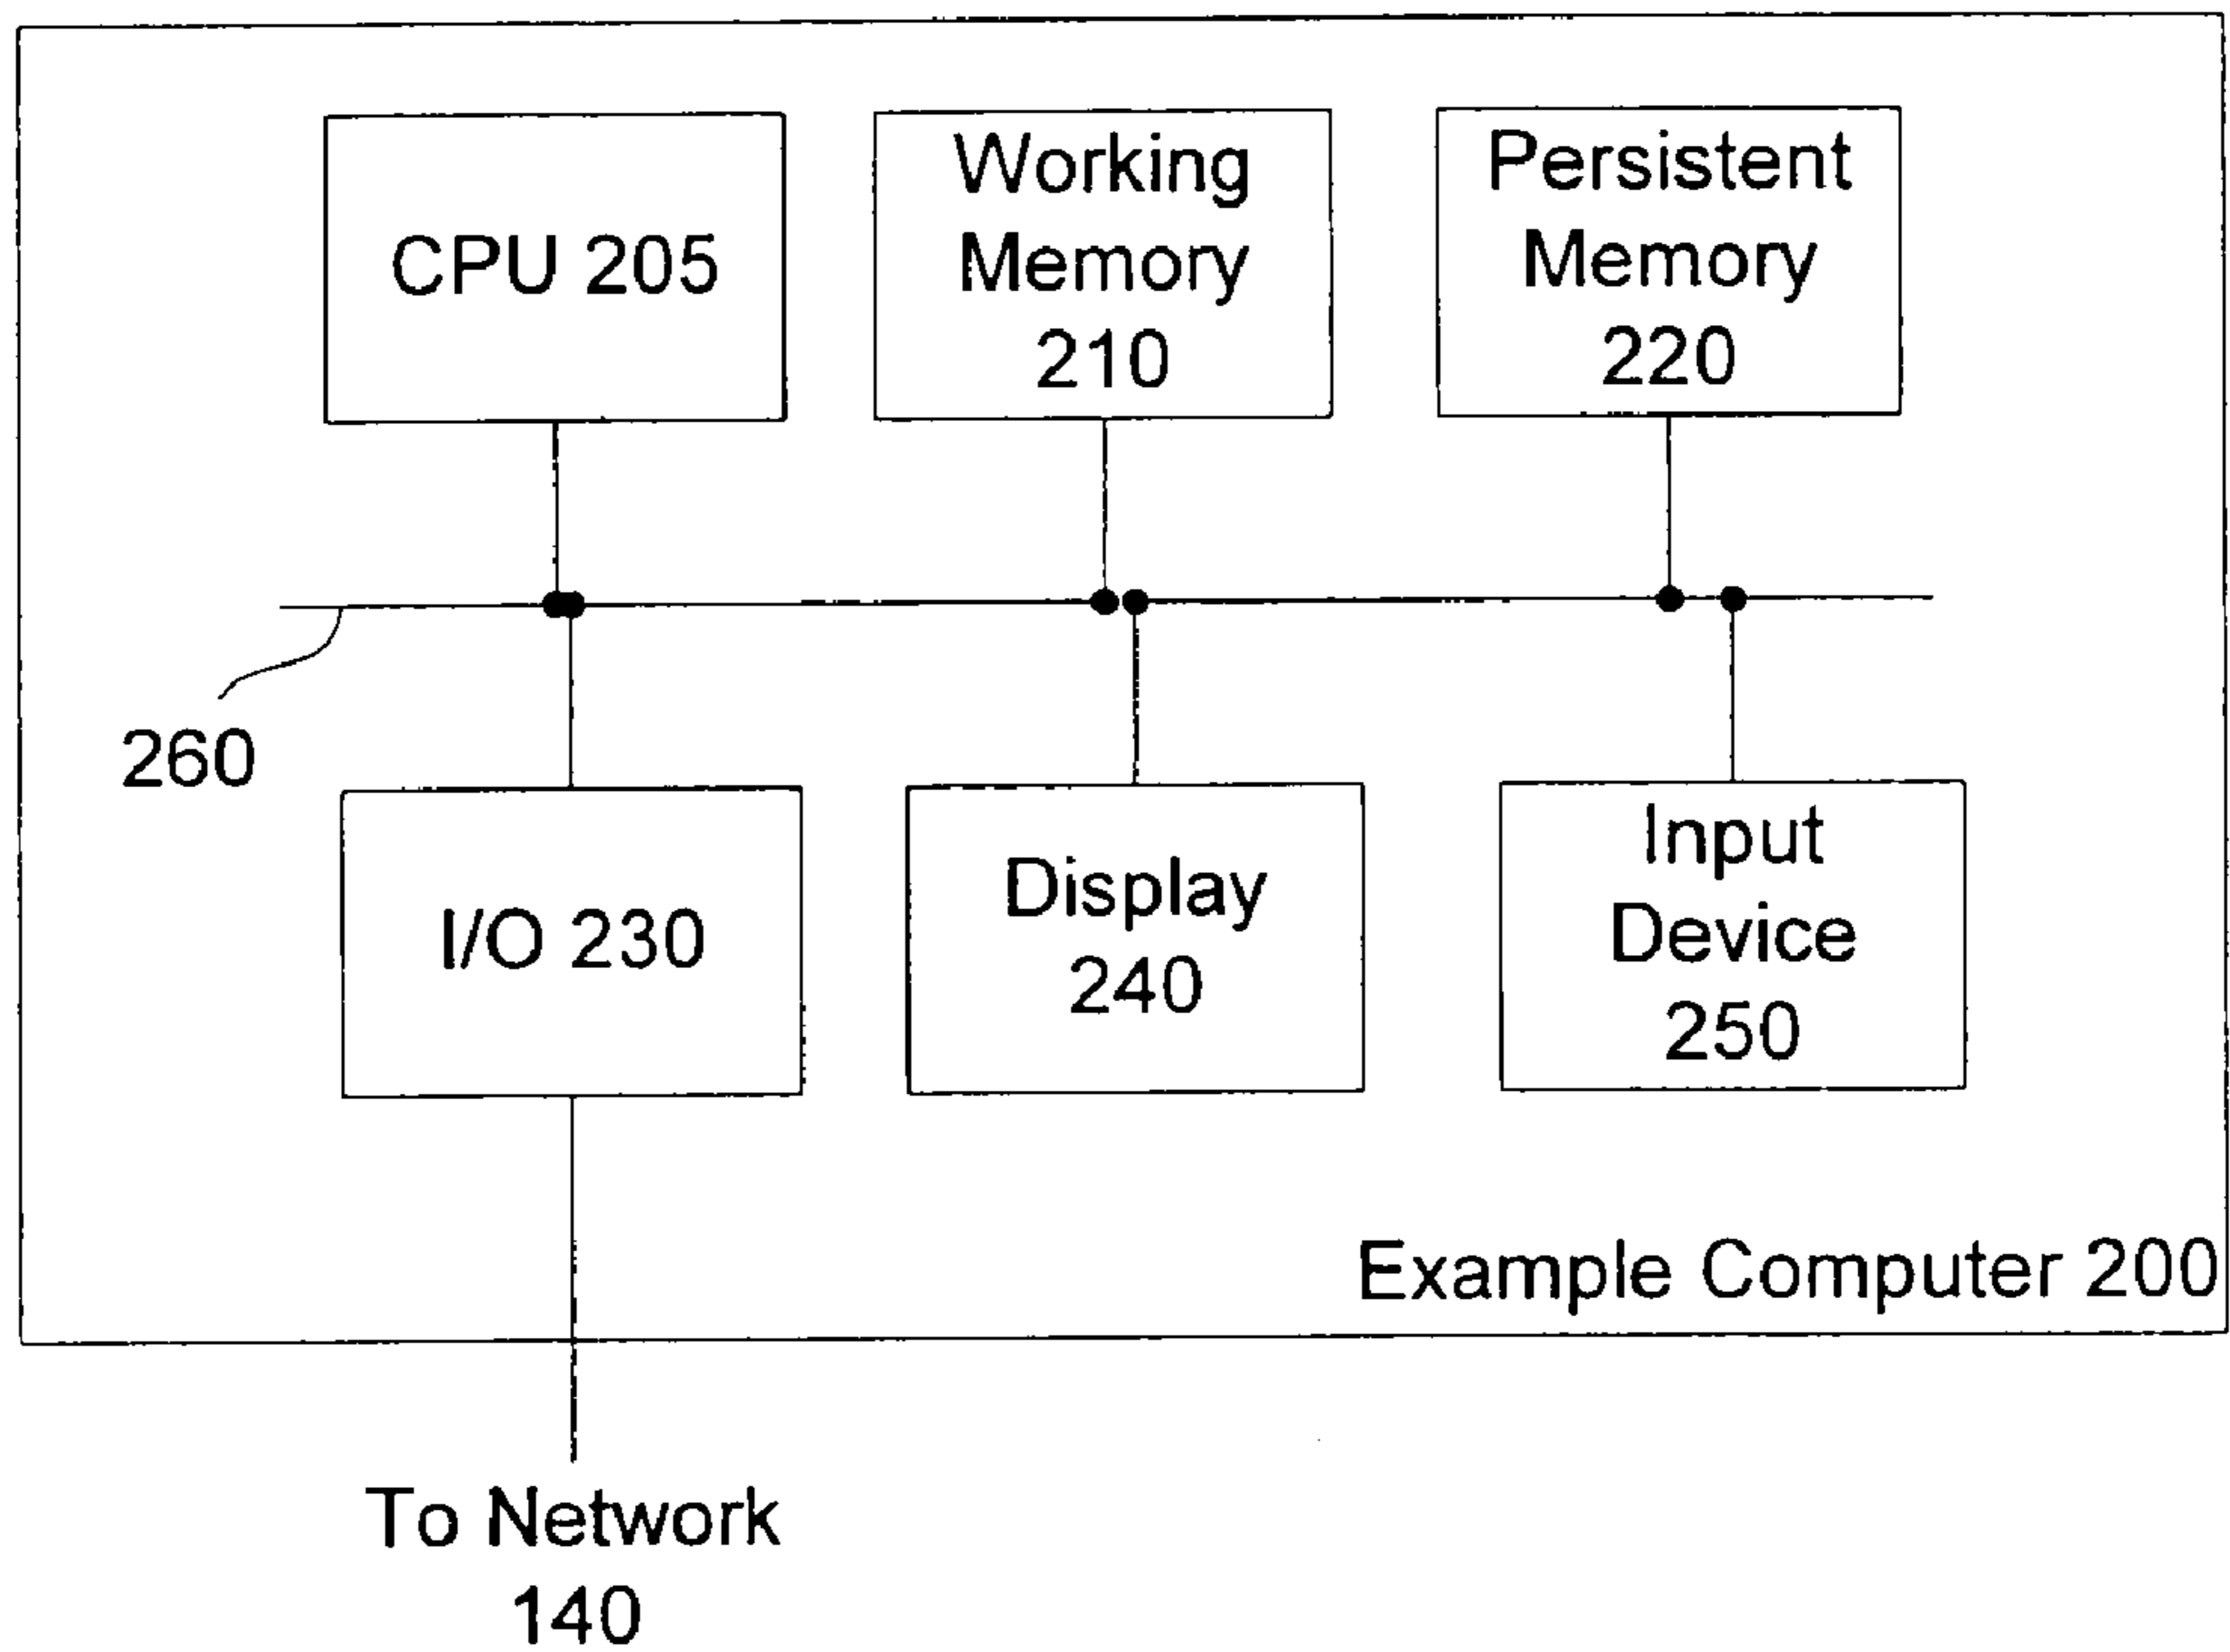 CPU 205
Working
Memory
210
Persistent
Memory
220
260
I/O 230
Display
240
Input
Device
250
Example Computer 200
To Network
140